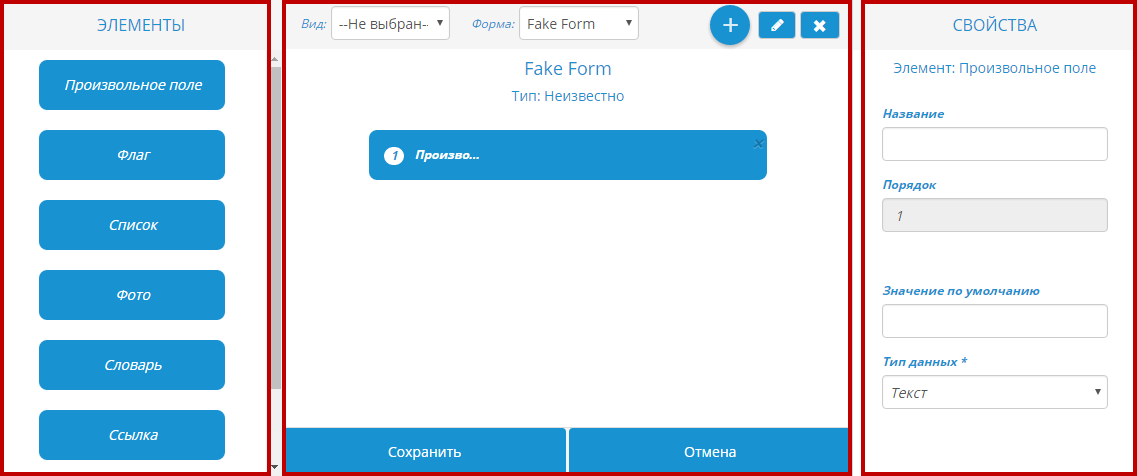 ЭЛЕМЕНТЫ
Произвольное поле
Флаг
Список
Фото
Словарь
Ссылка
Вид: --Не выбран-- Форма: Fake Form
Fake Form
Тип: Неизвестно
1 Произво...
Сохранить Отмена
СВОЙСТВА
Элемент: Произвольное поле
Название
Порядок
1
Значение по умолчанию
Тип данных *
Текст